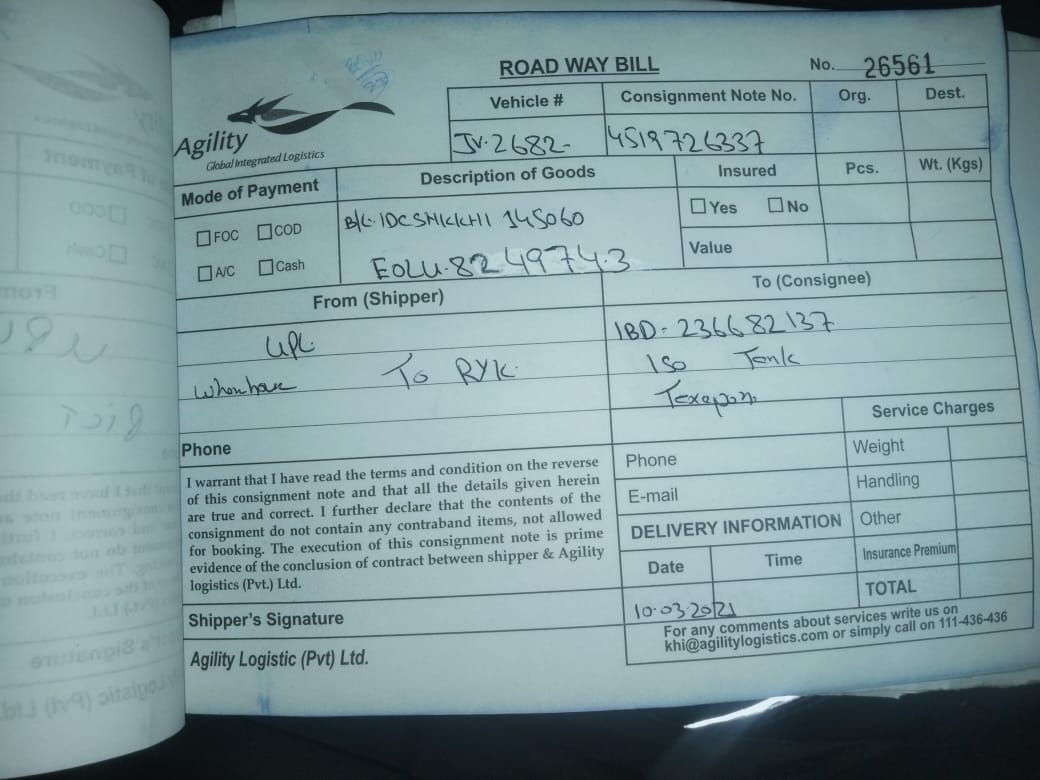 ROAD WAY BILL
No. 26561
Agility
Global Integrated Logistics
Vehicle # Consignment Note No. Org. Dest.
JV-2682- 4519726337
Mode of Payment Description of Goods Insured Pcs. Wt. (Kgs)
FOC COD
B/L. IDCSHKKHI 145060
Yes No
A/C Cash
EOLU-8249743
Value
From (Shipper) To (Consignee)
UPL
IBD- 236682137
To RYK
ISO Tank
Texapon
Phone
Service Charges
I warrant that I have read the terms and condition on the reverse
of this consignment note and that all the details given herein
are true and correct. I further declare that the contents of the
consignment do not contain any contraband items, not allowed
for booking. The execution of this consignment note is prime
evidence of the conclusion of contract between shipper & Agility
logistics (Pvt.) Ltd.
Phone Weight
E-mail Handling
DELIVERY INFORMATION Other
Date Time Insurance Premium
10-03-2021 TOTAL
Shipper's Signature
For any comments about services write us on
khi@agilitylogistics.com or simply call on 111-436-436
Agility Logistic (Pvt) Ltd.